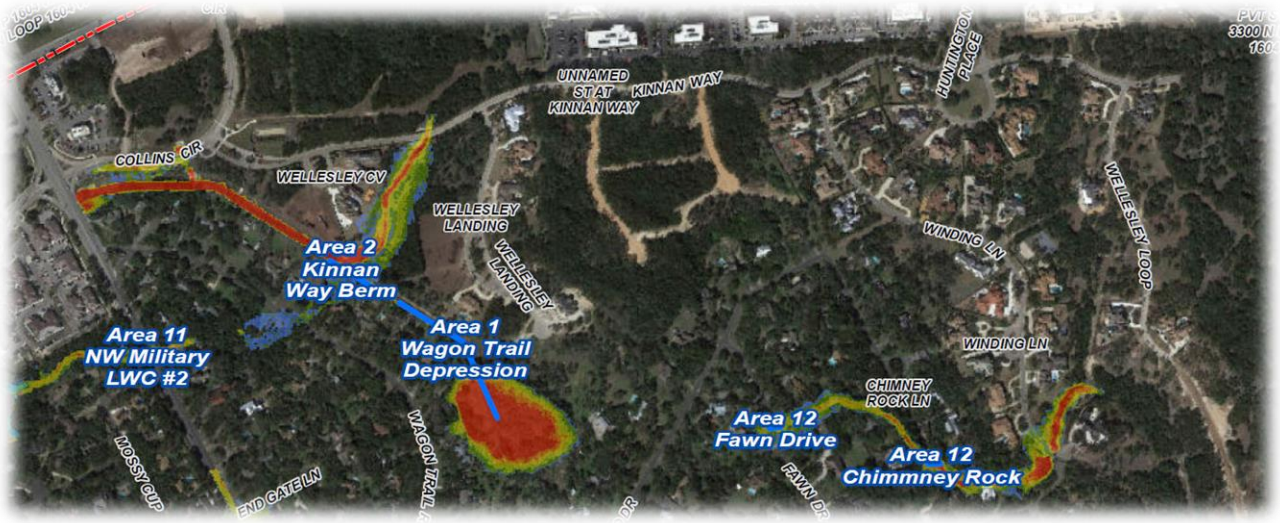 1604
LOOP 1604
CIR
PVT
3300 N
160
HUNTINGTON
PLACE
UNNAMED
ST AT
KINNAN WAY
KINNAN WAY
COLLINS CIR
WELLESLEY CV
WELLESLEY
LANDING
WELLESLEY
LANDING
WELLESLEY LOOP
WINDING LN
Area 2
Kinnan
Way Berm
Area 1
Wagon Trail
Depression
Area 11
NW Military
LWC #2
WINDING LN
CHIMNEY
ROCK LN
Area 12
Fawn Drive
Area 12
Chimmney Rock
MOSSY CUP
WAGON TRAIL
END GATE LN
FAWN DR